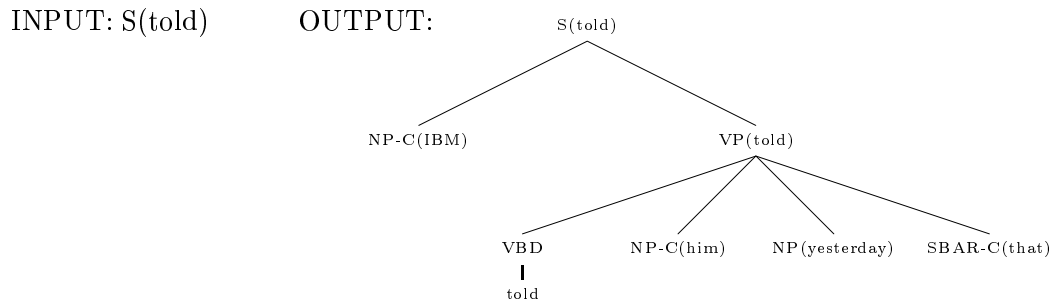 INPUT: S(told) OUTPUT: S(told)
NP-C(IBM) VP(told)
VBD NP-C(him) NP(yesterday) SBAR-C(that)
told